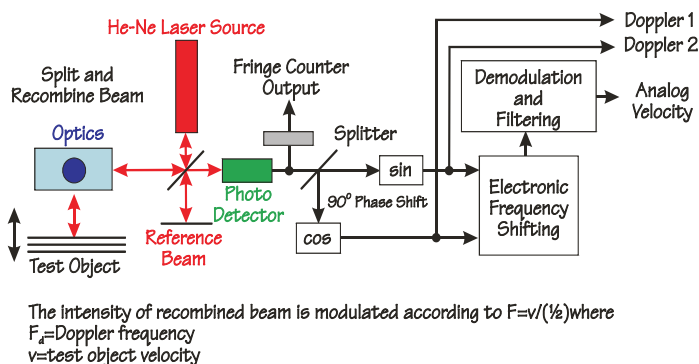 He-Ne Laser Source
Doppler 1
Doppler 2
Split and
Recombine Beam
Fringe Counter
Output
Demodulation
and
Filtering
Analog
Velocity
Optics
Splitter
sin
Photo
Detector
90⁰ Phase Shift
Electronic
Frequency
Shifting
Reference
Beam
cos
Test Object
The intensity of recombined beam is modulated according to F=v/(½)where
F_d=Doppler frequency
v=test object velocity